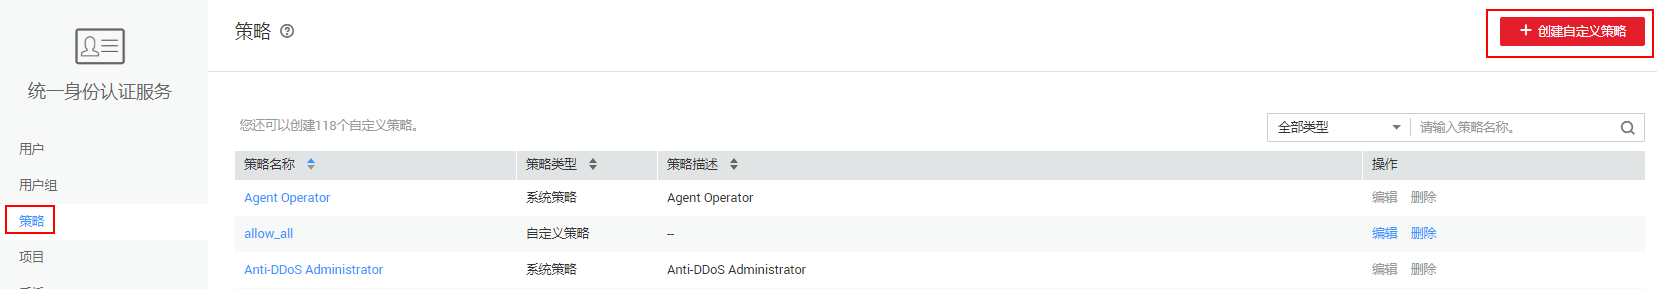 策略
创建自定义策略
统一身份认证服务
用户
用户组
策略
项目
您还可以创建118个自定义策略。
全部类型 请输入策略名称。
策略名称 策略类型 策略描述 操作
Agent Operator 系统策略 Agent Operator 编辑 删除
allow_all 自定义策略 -- 编辑 删除
Anti-DDoS Administrator 系统策略 Anti-DDoS Administrator 编辑 删除